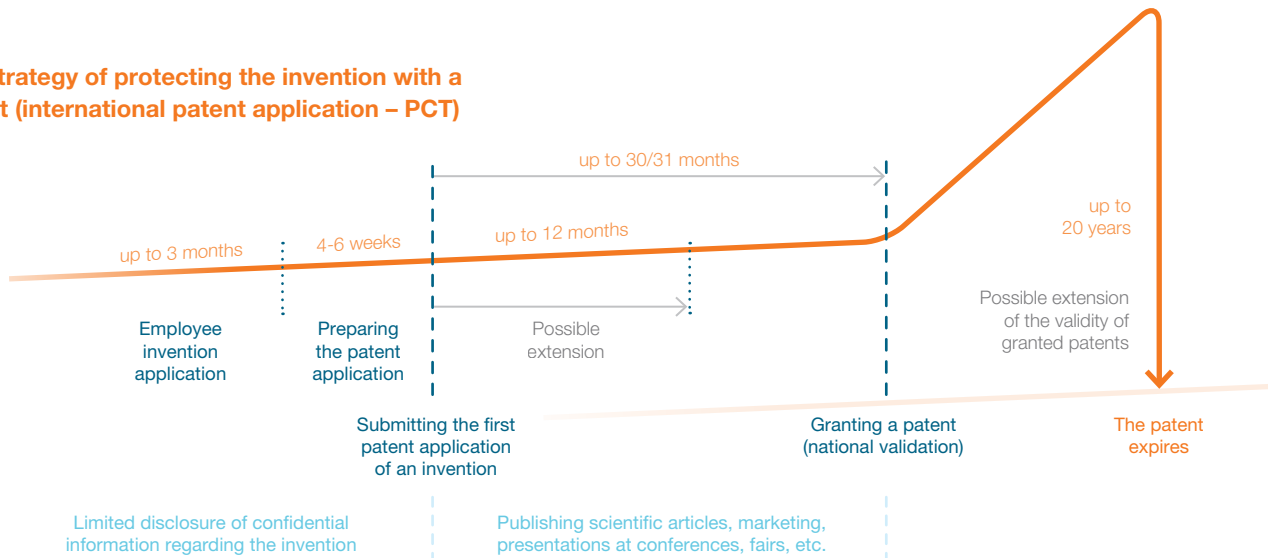 trategy of protecting the invention with a
t (international patent application – PCT)
up to 30/31 months
up to 3 months
4-6 weeks
up to 12 months
up to
20 years
Employee
invention
application
Preparing
the patent
application
Possible
extension
Possible extension
of the validity of
granted patents
Submitting the first
patent application
of an invention
Granting a patent
(national validation)
The patent
expires
Limited disclosure of confidential
information regarding the invention
Publishing scientific articles, marketing,
presentations at conferences, fairs, etc.